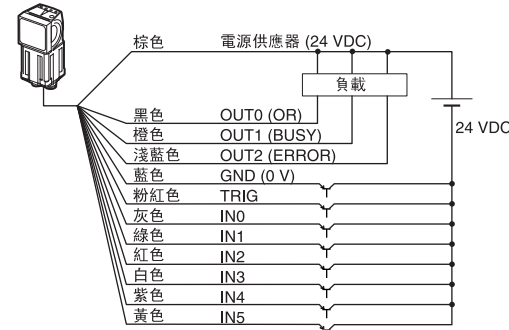 棕色 電源供應器 (24 VDC)
負載
黑色 OUT0 (OR)
橙色 OUT1 (BUSY)
24 VDC
淺藍色 OUT2 (ERROR)
藍色 GND (0 V)
粉紅色 TRIG
灰色 IN0
綠色 IN1
紅色 IN2
白色 IN3
紫色 IN4
黃色 IN5